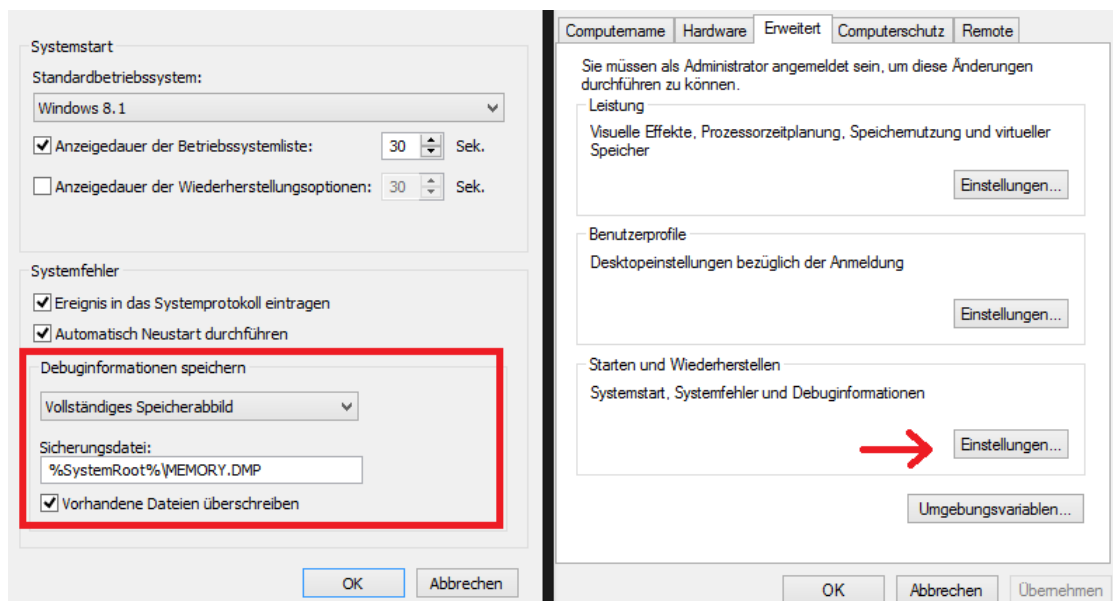 Systemstart
Standardbetriebssystem:
Windows 8.1
Anzeigedauer der Betriebssystemliste: 30 Sek.
Anzeigedauer der Wiederherstellungsoptionen: 30 Sek.
Systemfehler
Ereignis in das Systemprotokoll eintragen
Automatisch Neustart durchführen
Debuginformationen speichern
Vollständiges Speicherabbild
Sicherungsdatei:
%SystemRoot%\MEMORY.DMP
Vorhandene Dateien überschreiben
OK Abbrechen
Computername Hardware Erweitert Computerschutz Remote
Sie müssen als Administrator angemeldet sein, um diese Änderungen
durchführen zu können.
Leistung
Visuelle Effekte, Prozessorzeitplanung, Speichernutzung und virtueller
Speicher
Einstellungen...
Benutzerprofile
Desktopeinstellungen bezüglich der Anmeldung
Einstellungen...
Starten und Wiederherstellen
Systemstart, Systemfehler und Debuginformationen
Einstellungen...
Umgebungsvariablen...
OK Abbrechen Übernehmen